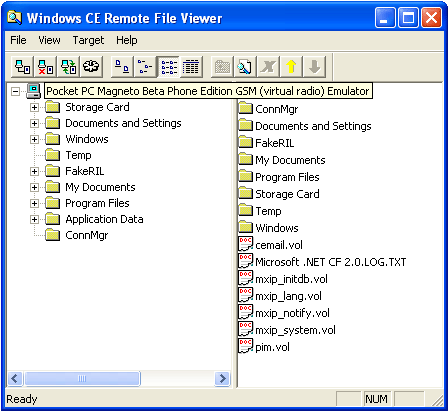 Windows CE Remote File Viewer
File View Target Help
Pocket PC Magneto Beta Phone Edition GSM (virtual radio) Emulator
Storage Card
Documents and Settings
Windows
Temp
FakeRIL
My Documents
Program Files
Application Data
ConnMgr
ConnMgr
Documents and Settings
FakeRIL
My Documents
Program Files
Storage Card
Temp
Windows
cemail.vol
Microsoft .NET CF 2.0.LOG.TXT
mxip_initdb.vol
mxip_lang.vol
mxip_notify.vol
mxip_system.vol
pim.vol
Ready NUM